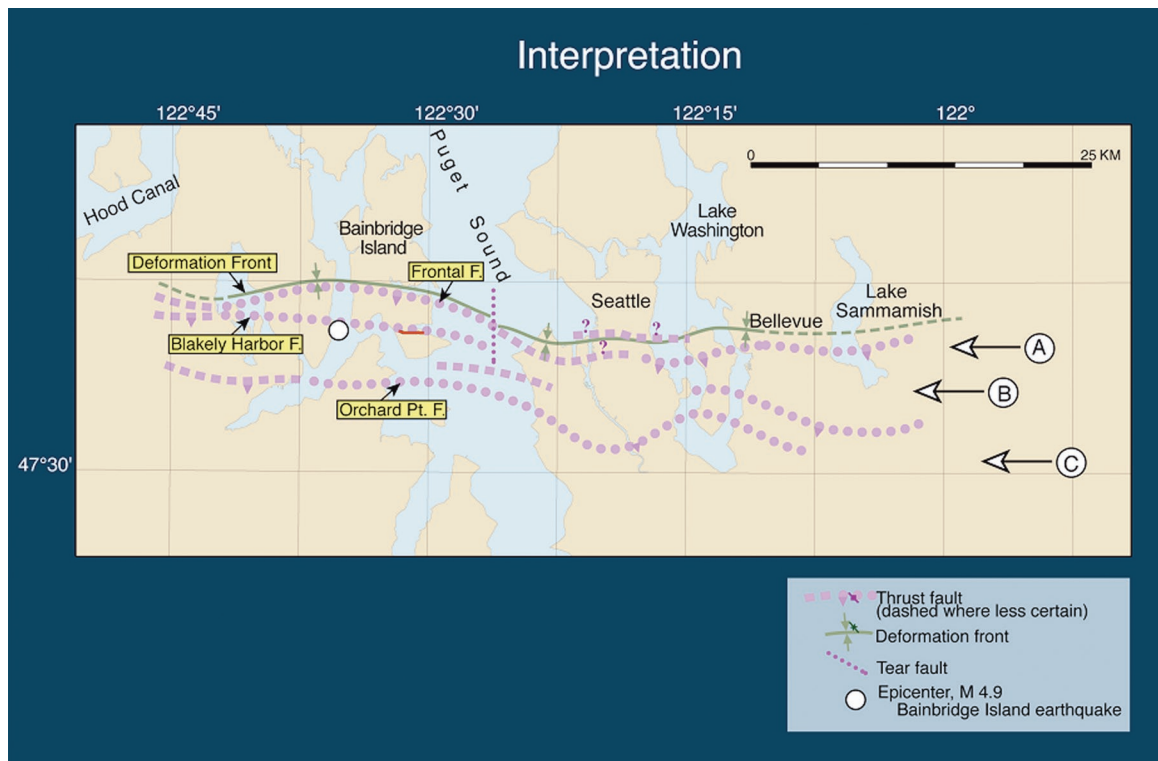 Interpretation
122°45'
122°30'
122°15'
122°
0
25 KM
Puget Sound
Hood Canal
Bainbridge
Island
Lake
Washington
Deformation Front
Frontal F.
Lake
Sammamish
Seattle
?
?
?
Bellevue
Blakely Harbor F.
A
B
Orchard Pt. F.
47°30'
C
Thrust fault
(dashed where less certain)
Deformation front
Tear fault
Epicenter, M 4.9
Bainbridge Island earthquake